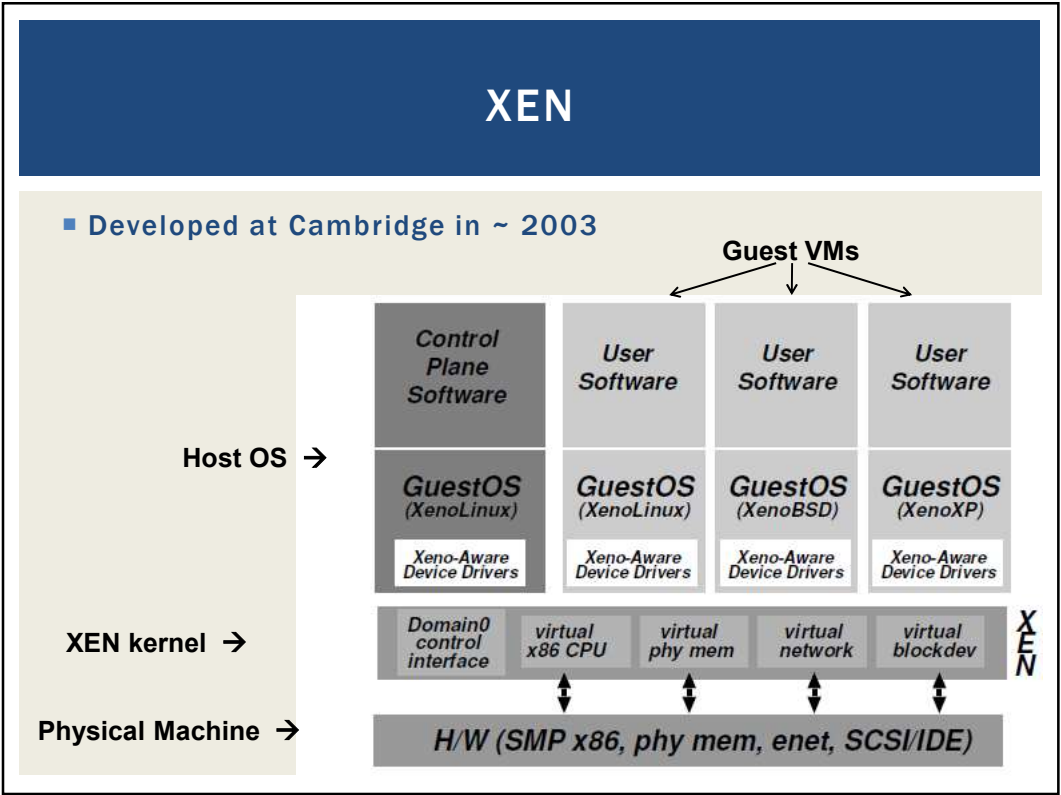 XEN
Developed at Cambridge in ~ 2003
Guest VMs
Control
Plane
Software
User
Software
User
Software
User
Software
Host OS →
GuestOS
(XenoLinux)
Xeno-Aware
Device Drivers
GuestOS
(XenoLinux)
Xeno-Aware
Device Drivers
GuestOS
(XenoBSD)
Xeno-Aware
Device Drivers
GuestOS
(XenoXP)
Xeno-Aware
Device Drivers
XEN kernel →
Domain0
control
interface
virtual
x86 CPU
virtual
phy mem
virtual
network
virtual
blockdev
XEN
Physical Machine →
H/W (SMP x86, phy mem, enet, SCSI/IDE)